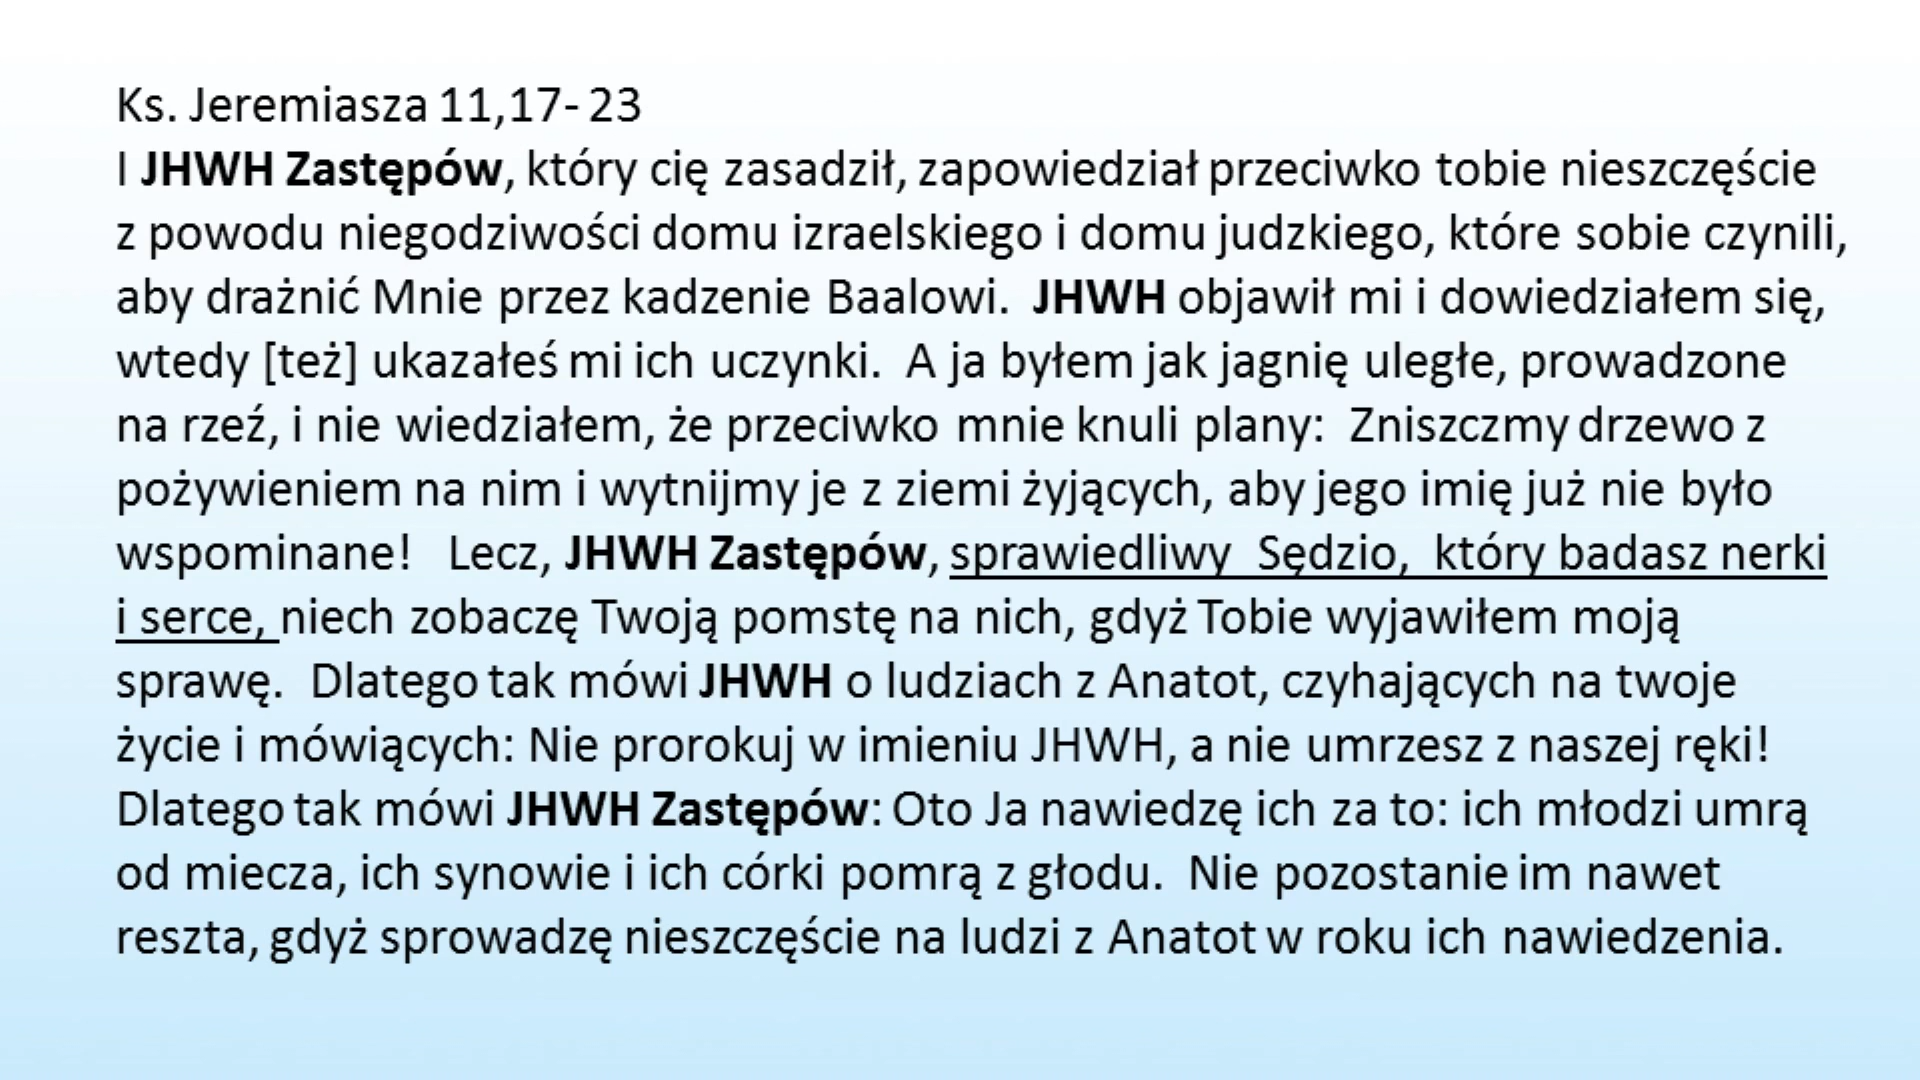 Ks. Jeremiasza 11,17- 23
I JHWH Zastępów, który cię zasadził, zapowiedział przeciwko tobie nieszczęście
z powodu niegodziwości domu izraelskiego i domu judzkiego, które sobie czynili,
aby drażnić Mnie przez kadzenie Baalowi. JHWH objawił mi i dowiedziałem się,
wtedy [też] ukazałeś mi ich uczynki. A ja byłem jak jagnię uległe, prowadzone
na rzeź, i nie wiedziałem, że przeciwko mnie knuli plany: Zniszczmy drzewo z
pożywieniem na nim i wytnijmy je z ziemi żyjących, aby jego imię już nie było
wspominane! Lecz, JHWH Zastępów, sprawiedliwy Sędzio, który badasz nerki
i serce, niech zobaczę Twoją pomstę na nich, gdyż Tobie wyjawiłem moją
sprawę. Dlatego tak mówi JHWH o ludziach z Anatot, czyhających na twoje
życie i mówiących: Nie prorokuj w imieniu JHWH, a nie umrzesz z naszej ręki!
Dlatego tak mówi JHWH Zastępów: Oto Ja nawiedzę ich za to: ich młodzi umrą
od miecza, ich synowie i ich córki pomrą z głodu. Nie pozostanie im nawet
reszta, gdyż sprowadzę nieszczęście na ludzi z Anatot w roku ich nawiedzenia.